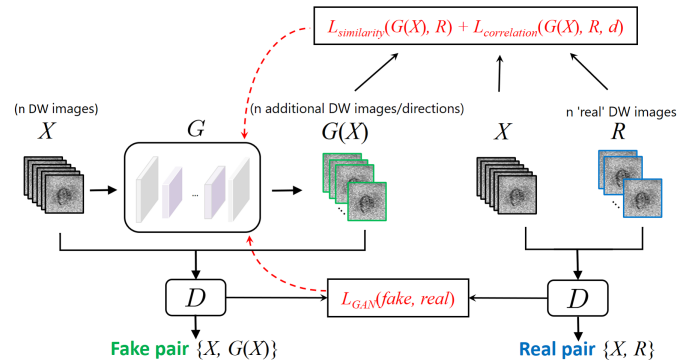 L_similarity(G(X), R) + L_correlation(G(X), R, d)
(n DW images)
(n additional DW images/directions)
n 'real' DW images
X
G
G(X)
X
R
...
D
L_GAN(fake, real)
D
Fake pair {X, G(X)}
Real pair {X, R}